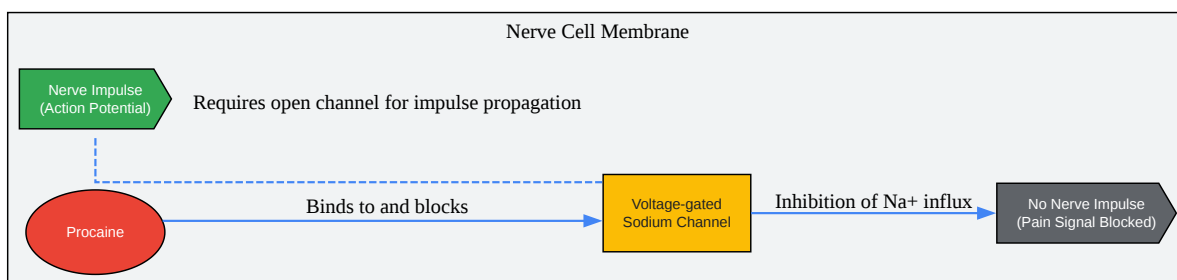 Nerve Cell Membrane
Nerve Impulse
(Action Potential)
Requires open channel for impulse propagation
Procaine
Binds to and blocks
Voltage-gated
Sodium Channel
Inhibition of Na+ influx
No Nerve Impulse
(Pain Signal Blocked)